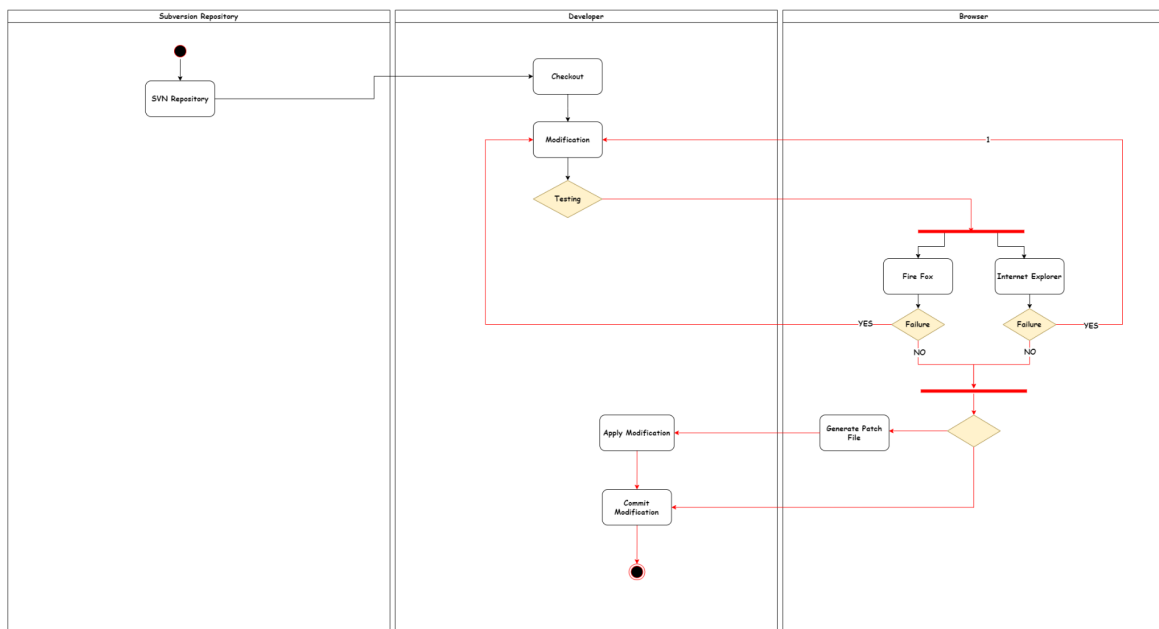 Subversion Repository
Developer
Browser
SVN Repository
Checkout
Modification
1
Testing
Fire Fox
Internet Explorer
YES
Failure
Failure
YES
NO
NO
Apply Modification
Generate Patch
File
Commit
Modification